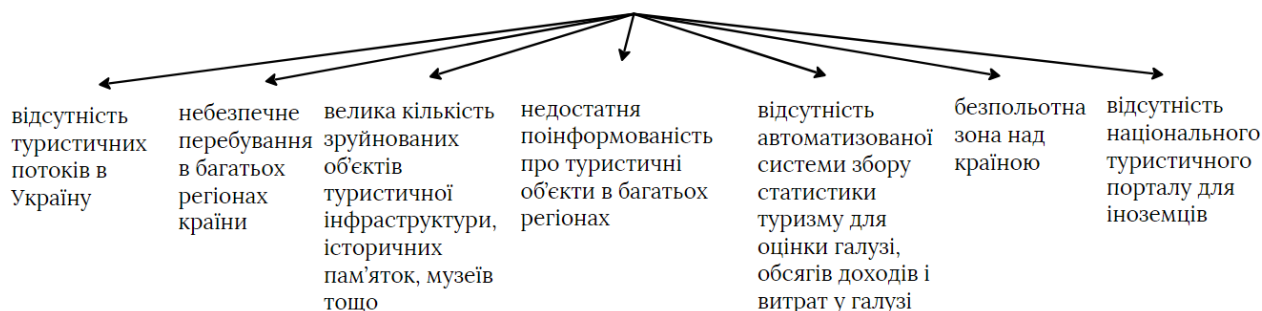 відсутність
туристичних
потоків в
Україну
небезпечне
перебування
в багатьох
регіонах
країни
велика кількість
зруйнованих
об'єктів
туристичної
інфраструктури,
історичних
пам'яток, музеїв
тощо
недостатня
поінформованість
про туристичні
об'єкти в багатьох
регіонах
відсутність
автоматизованої
системи збору
статистики
туризму для
оцінки галузі,
обсягів доходів і
витрат у галузі
безпольотна
зона над
країною
відсутність
національного
туристичного
порталу для
іноземців